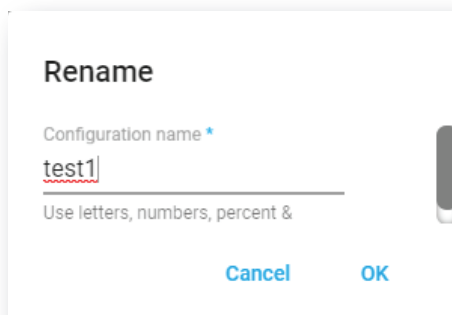 Rename
Configuration name *
test1
Use letters, numbers, percent &
Cancel OK